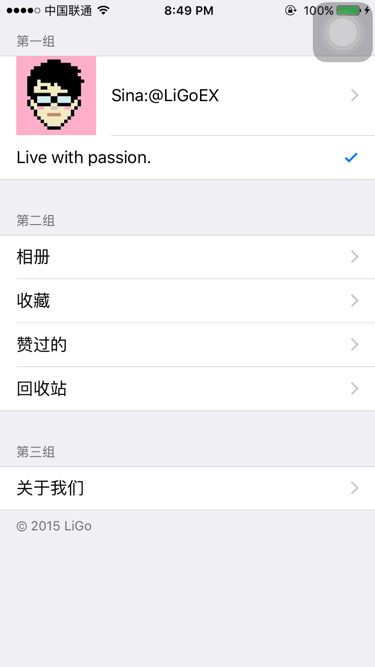 中国联通 8:49 PM 100%
第一组
Sina:@LiGoEX
Live with passion.
第二组
相册
收藏
赞过的
回收站
第三组
关于我们
© 2015 LiGo